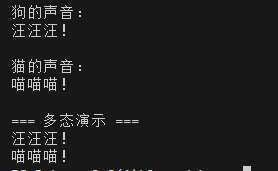 狗的声音：
汪汪汪！
猫的声音：
喵喵喵！
=== 多态演示 ===
汪汪汪！
喵喵喵！